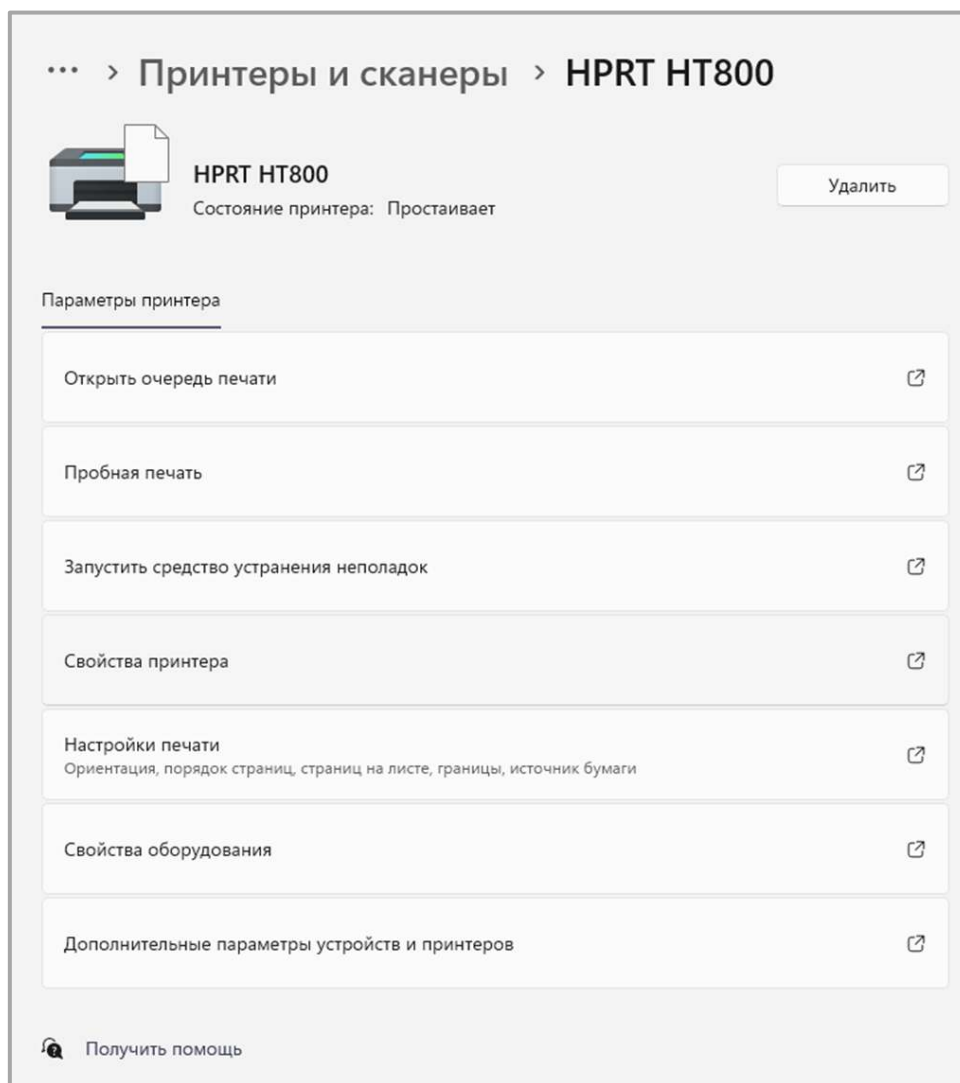 ... > Принтеры и сканеры > HPRT HT800
HPRT HT800
Состояние принтера: Простаивает
Удалить
Параметры принтера
Открыть очередь печати
Пробная печать
Запустить средство устранения неполадок
Свойства принтера
Настройки печати
Ориентация, порядок страниц, страниц на листе, границы, источник бумаги
Свойства оборудования
Дополнительные параметры устройств и принтеров
Получить помощь